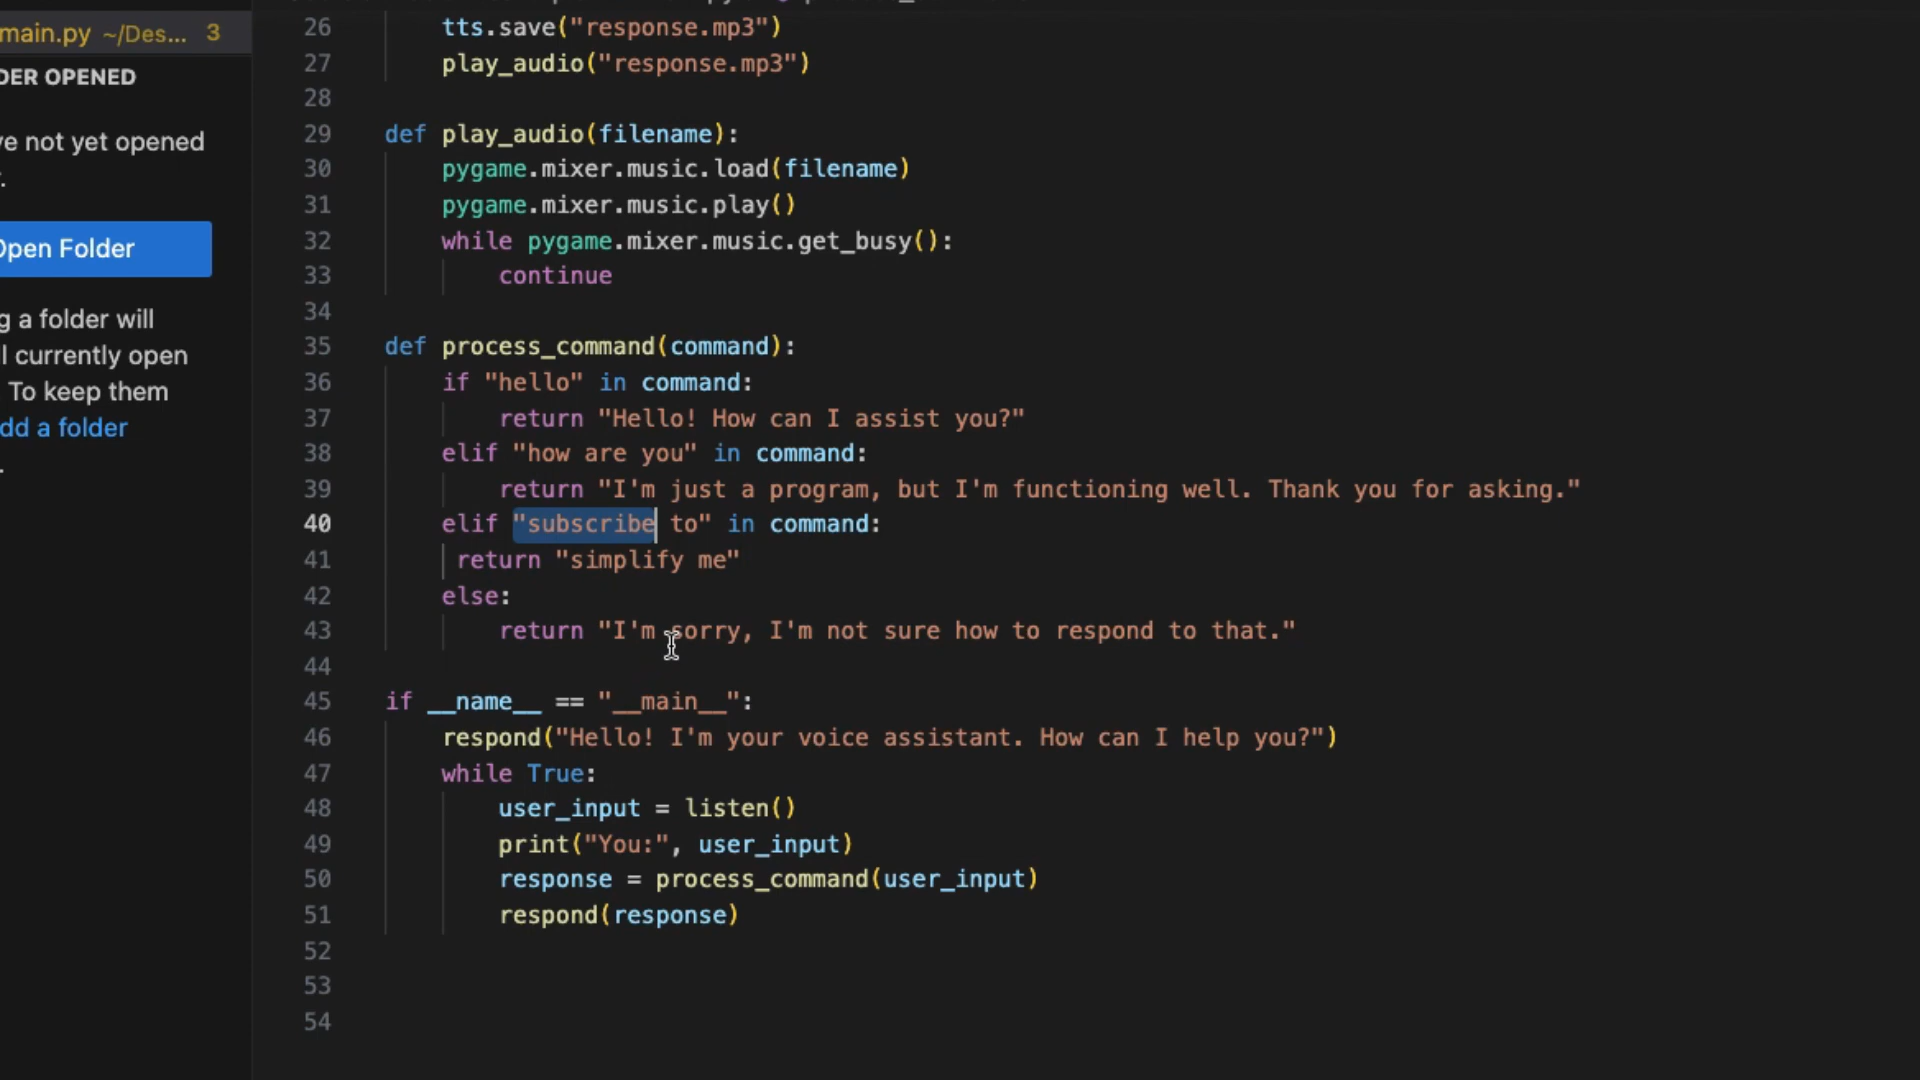 main.py ~/Des... 3
DER OPENED
ve not yet opened
Open Folder
g a folder will
l currently open
. To keep them
dd a folder
.
26 tts.save("response.mp3")
27 play_audio("response.mp3")
28
29 def play_audio(filename):
30 pygame.mixer.music.load(filename)
31 pygame.mixer.music.play()
32 while pygame.mixer.music.get_busy():
33 continue
34
35 def process_command(command):
36 if "hello" in command:
37 return "Hello! How can I assist you?"
38 elif "how are you" in command:
39 return "I'm just a program, but I'm functioning well. Thank you for asking."
40 elif "subscribe to" in command:
41 return "simplify me"
42 else:
43 return "I'm sorry, I'm not sure how to respond to that."
44
45 if __name__ == "__main__":
46 respond("Hello! I'm your voice assistant. How can I help you?")
47 while True:
48 user_input = listen()
49 print("You:", user_input)
50 response = process_command(user_input)
51 respond(response)
52
53
54